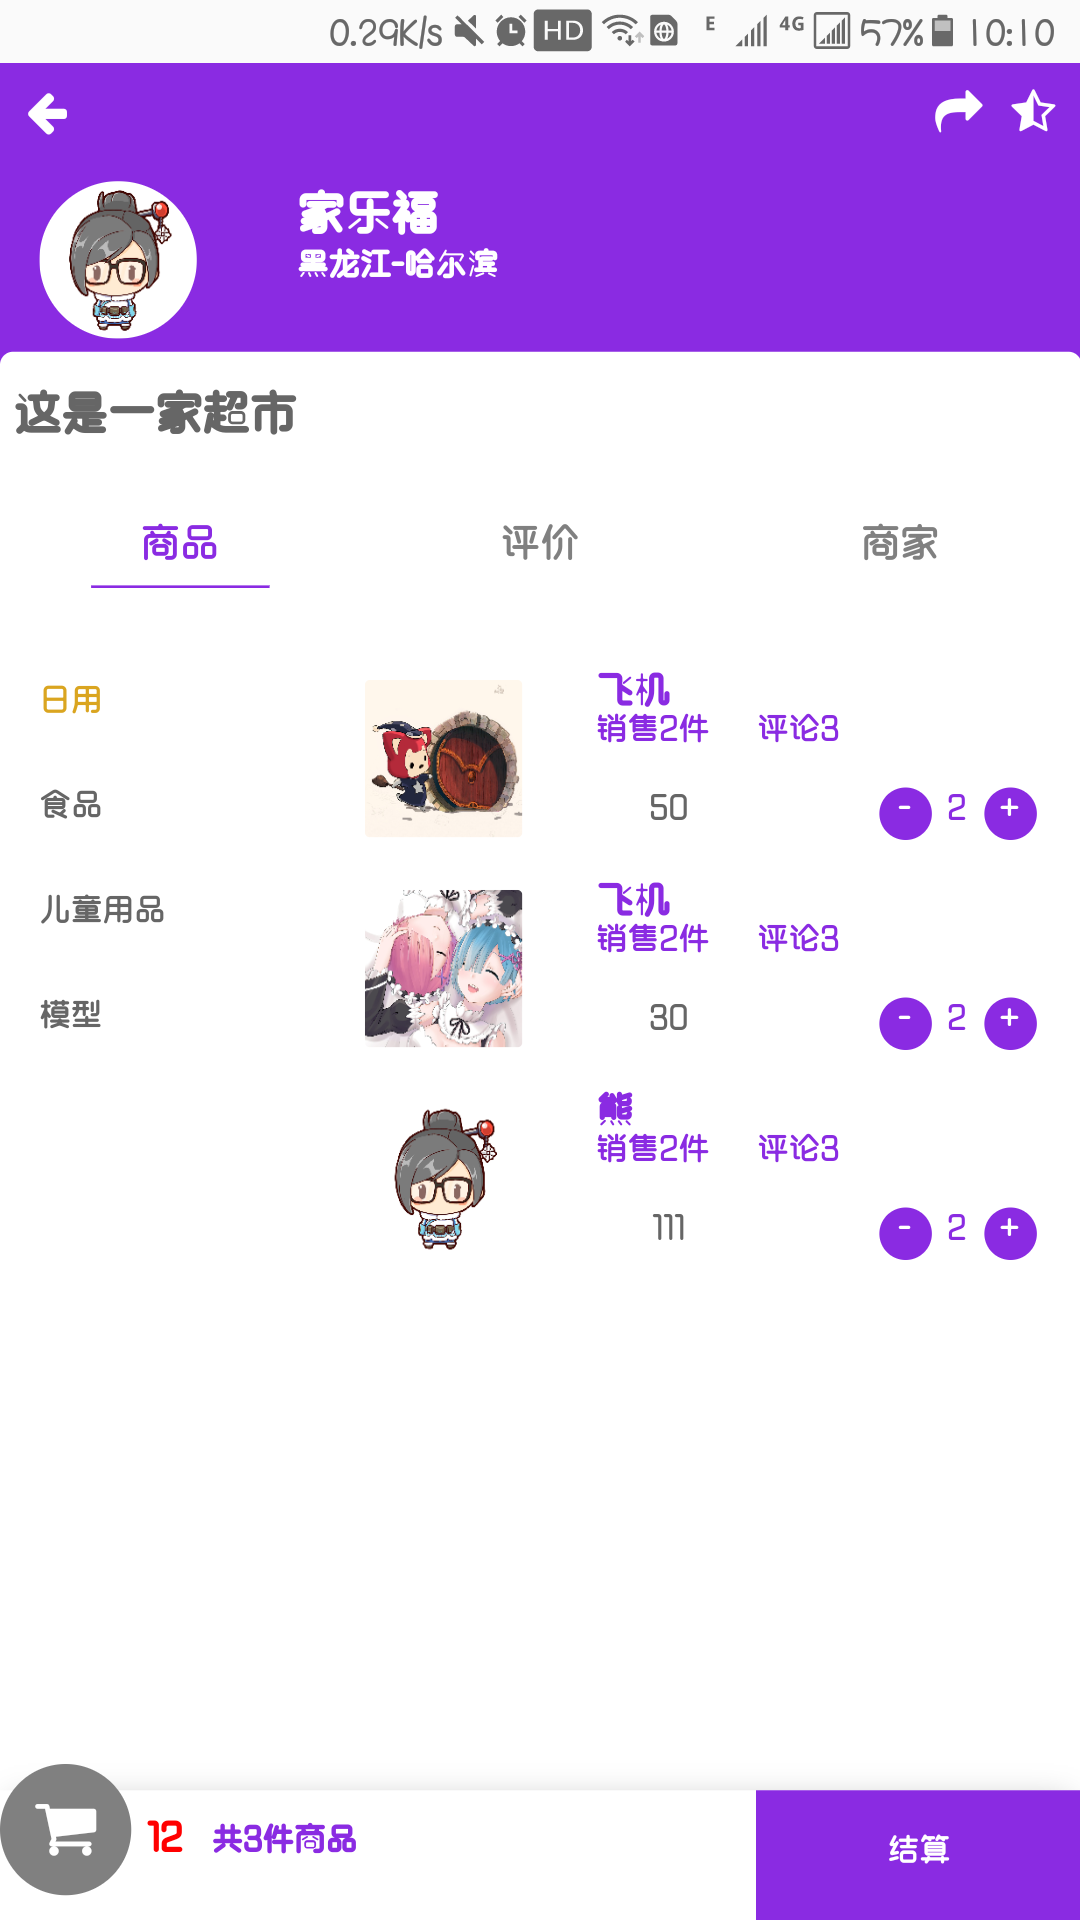 0.29K/s HD E 4G 57% 10:10
家乐福
黑龙江-哈尔滨
这是一家超市
商品 评价 商家
日用
食品
儿童用品
模型
飞机
销售2件 评论3
50 - 2 +
飞机
销售2件 评论3
30 - 2 +
熊
销售2件 评论3
111 - 2 +
12 共3件商品 结算